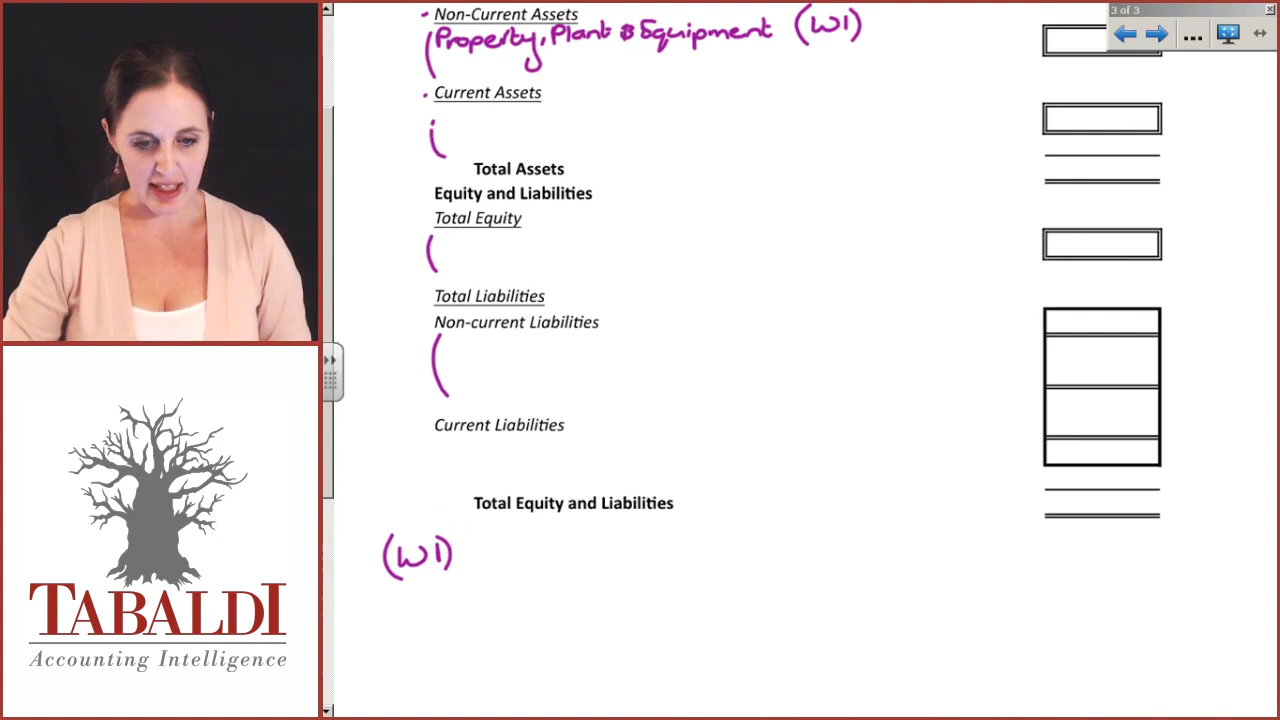 3 of 3
Non-Current Assets
Property, Plant & Equipment (W1)
Current Assets
Total Assets
Equity and Liabilities
Total Equity
Total Liabilities
Non-current Liabilities
Current Liabilities
Total Equity and Liabilities
(W1)
TABALDI
Accounting Intelligence